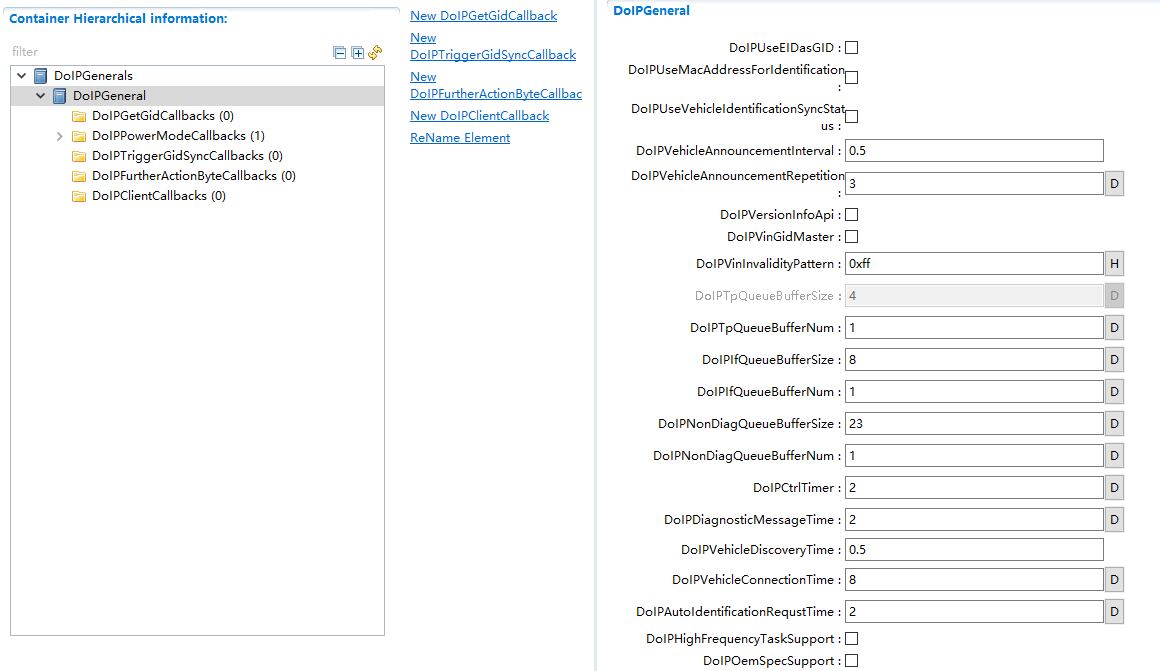 Container Hierarchical information:
filter
DoIPGenerals
DoIPGeneral
DoIPGetGidCallbacks (0)
DoIPPowerModeCallbacks (1)
DoIPTriggerGidSyncCallbacks (0)
DoIPFurtherActionByteCallbacks (0)
DoIPClientCallbacks (0)
New DoIPGetGidCallback
New
DoIPTriggerGidSyncCallback
New
DoIPFurtherActionByteCallbac
New DoIPClientCallback
ReName Element
DoIPGeneral
DoIPUseEIDasGID :
DoIPUseMacAddressForIdentification
:
DoIPUseVehicleIdentificationSyncStat
us :
DoIPVehicleAnnouncementInterval : 0.5
DoIPVehicleAnnouncementRepetition
: 3 D
DoIPVersionInfoApi :
DoIPVinGidMaster :
DoIPVinInvalidityPattern : 0xff H
DoIPTpQueueBufferSize : 4 D
DoIPTpQueueBufferNum : 1 D
DoIPIfQueueBufferSize : 8 D
DoIPIfQueueBufferNum : 1 D
DoIPNonDiagQueueBufferSize : 23 D
DoIPNonDiagQueueBufferNum : 1 D
DoIPCtrlTimer : 2 D
DoIPDiagnosticMessageTime : 2 D
DoIPVehicleDiscoveryTime : 0.5
DoIPVehicleConnectionTime : 8 D
DoIPAutoIdentificationRequstTime : 2 D
DoIPHighFrequencyTaskSupport :
DoIPOemSpecSupport :